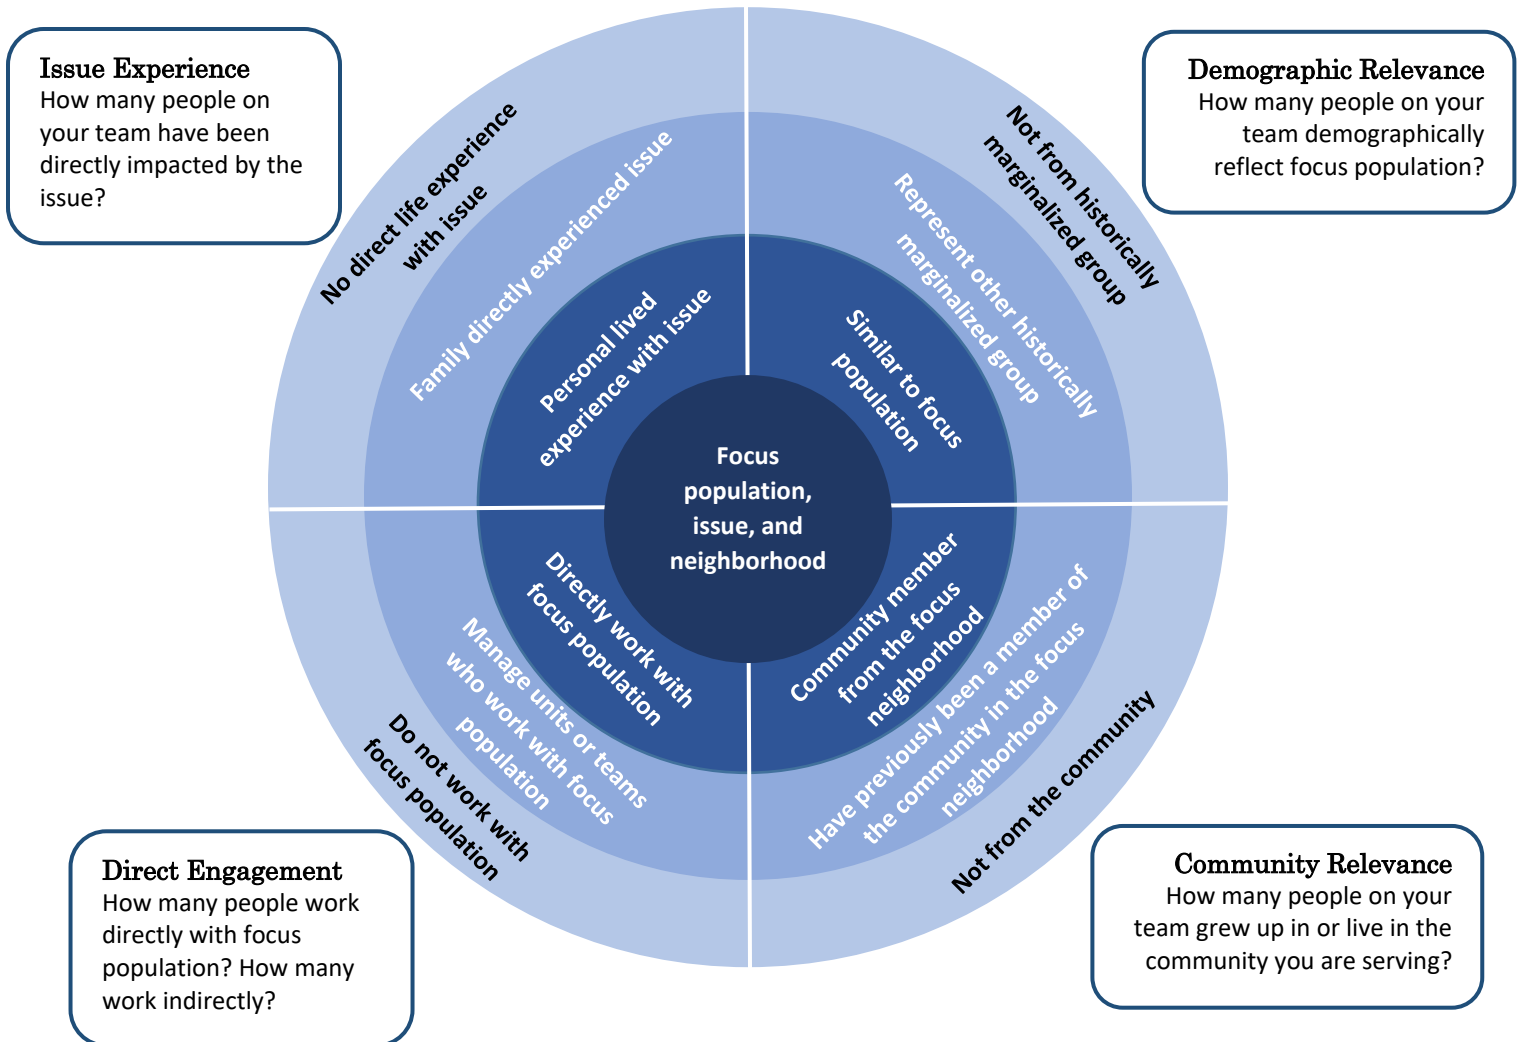 Issue Experience
How many people on
your team have been
directly impacted by the
issue?
Demographic Relevance
How many people on your
team demographically
reflect focus population?
No direct life experience
with issue
Family directly experienced issue
Personal lived
experience with issue
Not from historically
marginalized group
Represent other historically
marginalized group
Similar to focus
population
Focus
population,
issue, and
neighborhood
Directly work with
focus population
Manage units or teams
who work with focus
population
Do not work with
focus population
Community member
from the focus
neighborhood
Have previously been a member of
the community in the focus
neighborhood
Not from the community
Direct Engagement
How many people work
directly with focus
population? How many
work indirectly?
Community Relevance
How many people on your
team grew up in or live in the
community you are serving?